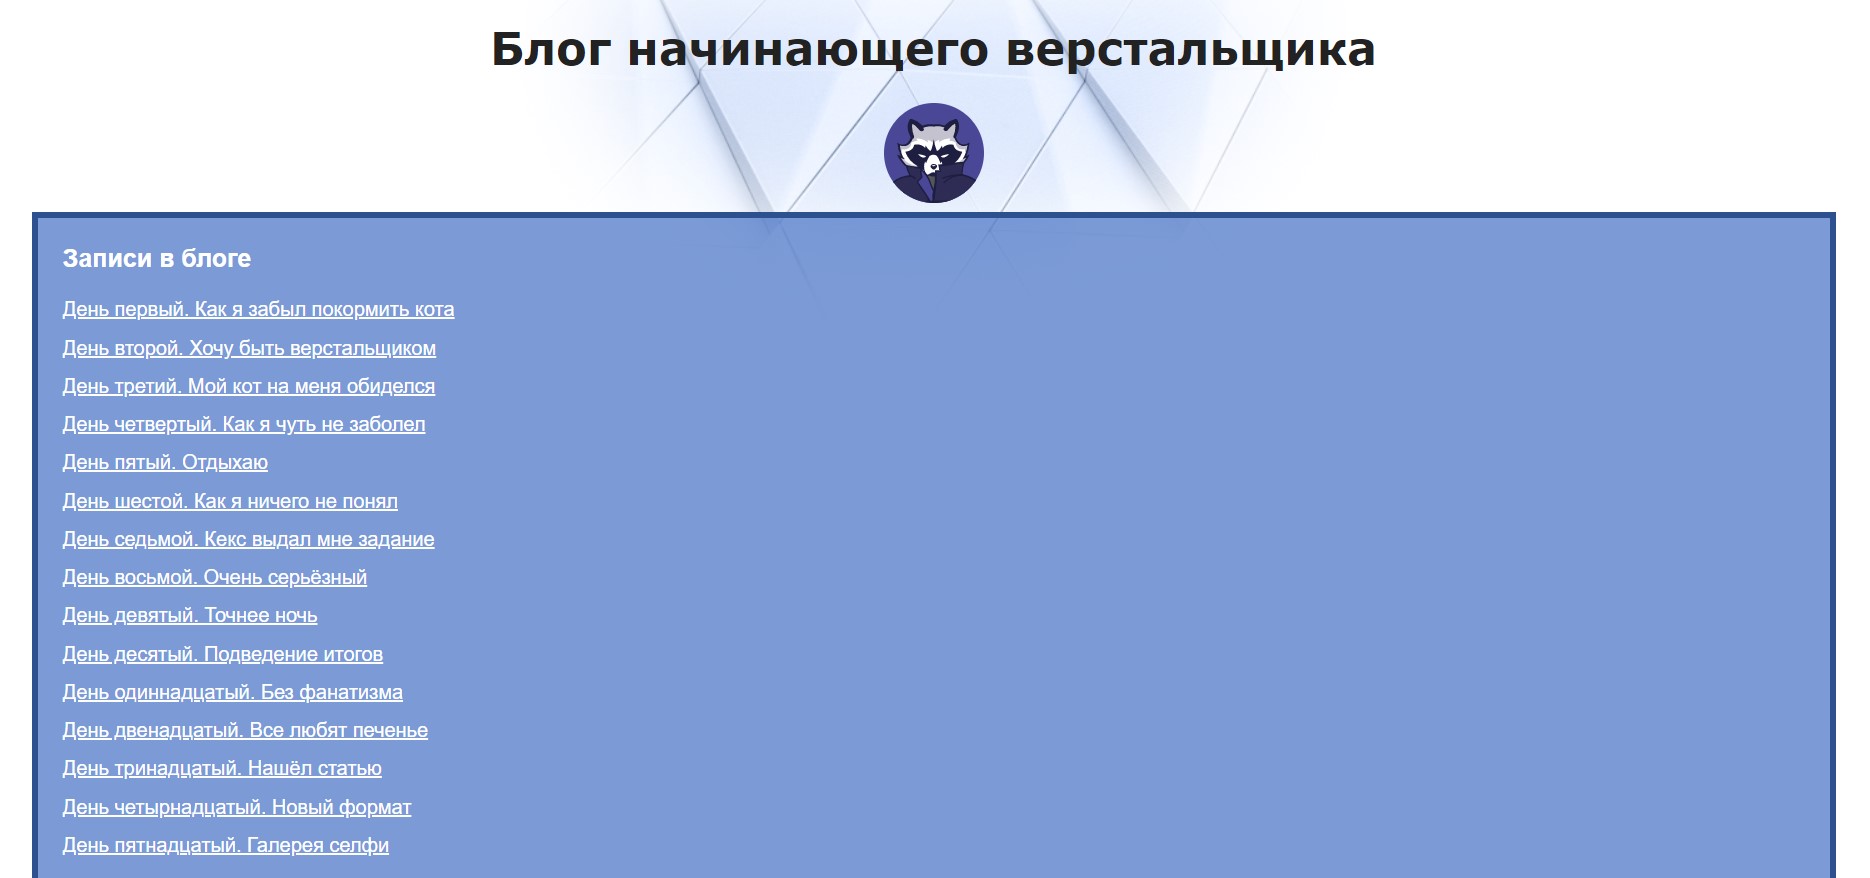 Блог начинающего верстальщика
Записи в блоге
День первый. Как я забыл покормить кота
День второй. Хочу быть верстальщиком
День третий. Мой кот на меня обиделся
День четвертый. Как я чуть не заболел
День пятый. Отдыхаю
День шестой. Как я ничего не понял
День седьмой. Кекс выдал мне задание
День восьмой. Очень серьёзный
День девятый. Точнее ночь
День десятый. Подведение итогов
День одиннадцатый. Без фанатизма
День двенадцатый. Все любят печенье
День тринадцатый. Нашёл статью
День четырнадцатый. Новый формат
День пятнадцатый. Галерея селфи